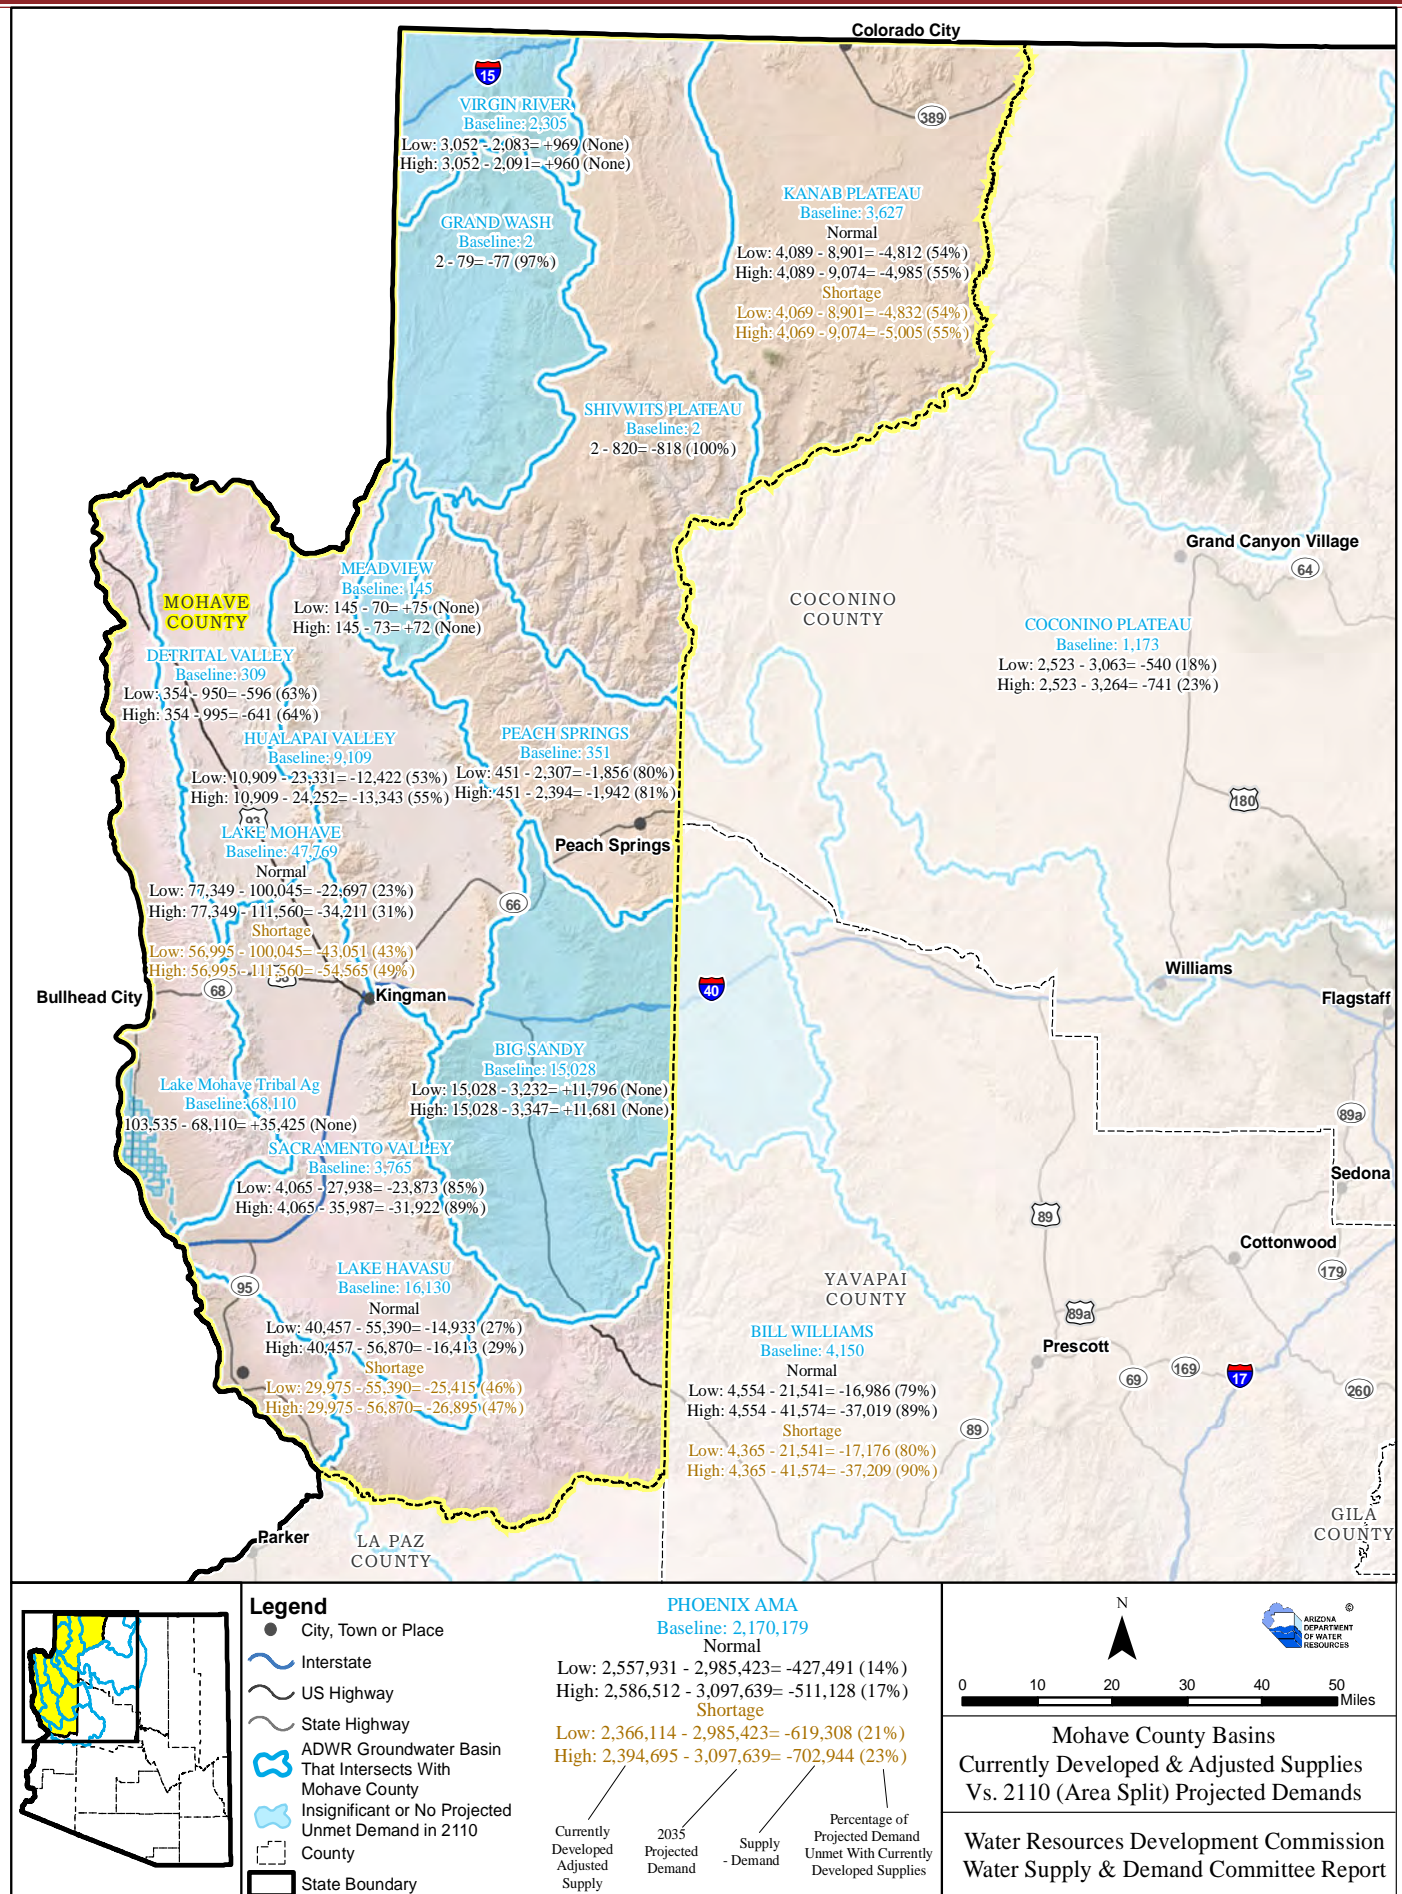 Colorado City
15
VIRGIN RIVER
Baseline: 2,305
Low: 3,052 - 2,083= +969 (None)
High: 3,052 - 2,091= +960 (None)
389
KANAB PLATEAU
Baseline: 3,627
Normal
Low: 4,089 - 8,901= -4,812 (54%)
High: 4,089 - 9,074= -4,985 (55%)
Shortage
Low: 4,069 - 8,901= -4,832 (54%)
High: 4,069 - 9,074= -5,005 (55%)
GRAND WASH
Baseline: 2
2 - 79= -77 (97%)
SHIVWITS PLATEAU
Baseline: 2
2 - 820= -818 (100%)
Grand Canyon Village
64
MEADVIEW
Baseline: 145
Low: 145 - 70= +75 (None)
High: 145 - 73= +72 (None)
MOHAVE
COUNTY
COCONINO
COUNTY
COCONINO PLATEAU
Baseline: 1,173
Low: 2,523 - 3,063= -540 (18%)
High: 2,523 - 3,264= -741 (23%)
DETRITAL VALLEY
Baseline: 309
Low: 354 - 950= -596 (63%)
High: 354 - 995= -641 (64%)
HUALAPAI VALLEY
Baseline: 9,109
Low: 10,909 - 23,331= -12,422 (53%)
High: 10,909 - 24,252= -13,343 (55%)
PEACH SPRINGS
Baseline: 351
Low: 451 - 2,307= -1,856 (80%)
High: 451 - 2,394= -1,942 (81%)
180
93
LAKE MOHAVE
Baseline: 47,769
Normal
Low: 77,349 - 100,045= -22,697 (23%)
High: 77,349 - 111,560= -34,211 (31%)
Shortage
Low: 56,995 - 100,045= -43,051 (43%)
High: 56,995 - 111,560= -54,565 (49%)
Peach Springs
66
68
Bullhead City
Kingman
40
Williams
Flagstaff
BIG SANDY
Baseline: 15,028
Low: 15,028 - 3,232= +11,796 (None)
High: 15,028 - 3,347= +11,681 (None)
Lake Mohave Tribal Ag
Baseline: 68,110
103,535 - 68,110= +35,425 (None)
89a
SACRAMENTO VALLEY
Baseline: 3,765
Low: 4,065 - 27,938= -23,873 (85%)
High: 4,065 - 35,987= -31,922 (89%)
Sedona
89
Cottonwood
179
LAKE HAVASU
Baseline: 16,130
Normal
Low: 40,457 - 55,390= -14,933 (27%)
High: 40,457 - 56,870= -16,413 (29%)
Shortage
Low: 29,975 - 55,390= -25,415 (46%)
High: 29,975 - 56,870= -26,895 (47%)
95
YAVAPAI
COUNTY
89a
BILL WILLIAMS
Baseline: 4,150
Normal
Low: 4,554 - 21,541= -16,986 (79%)
High: 4,554 - 41,574= -37,019 (89%)
Shortage
Low: 4,365 - 21,541= -17,176 (80%)
High: 4,365 - 41,574= -37,209 (90%)
Prescott
69
169
17
260
89
Parker
LA PAZ
COUNTY
GILA
COUNTY
Legend
City, Town or Place
Interstate
US Highway
State Highway
ADWR Groundwater Basin
That Intersects With
Mohave County
Insignificant or No Projected
Unmet Demand in 2110
County
State Boundary
PHOENIX AMA
Baseline: 2,170,179
Normal
Low: 2,557,931 - 2,985,423= -427,491 (14%)
High: 2,586,512 - 3,097,639= -511,128 (17%)
Shortage
Low: 2,366,114 - 2,985,423= -619,308 (21%)
High: 2,394,695 - 3,097,639= -702,944 (23%)
Currently
Developed
Adjusted
Supply
2035
Projected
Demand
Supply
- Demand
Percentage of
Projected Demand
Unmet With Currently
Developed Supplies
N
©
ARIZONA
DEPARTMENT
OF WATER
RESOURCES
0 10 20 30 40 50
Miles
Mohave County Basins
Currently Developed & Adjusted Supplies
Vs. 2110 (Area Split) Projected Demands
Water Resources Development Commission
Water Supply & Demand Committee Report